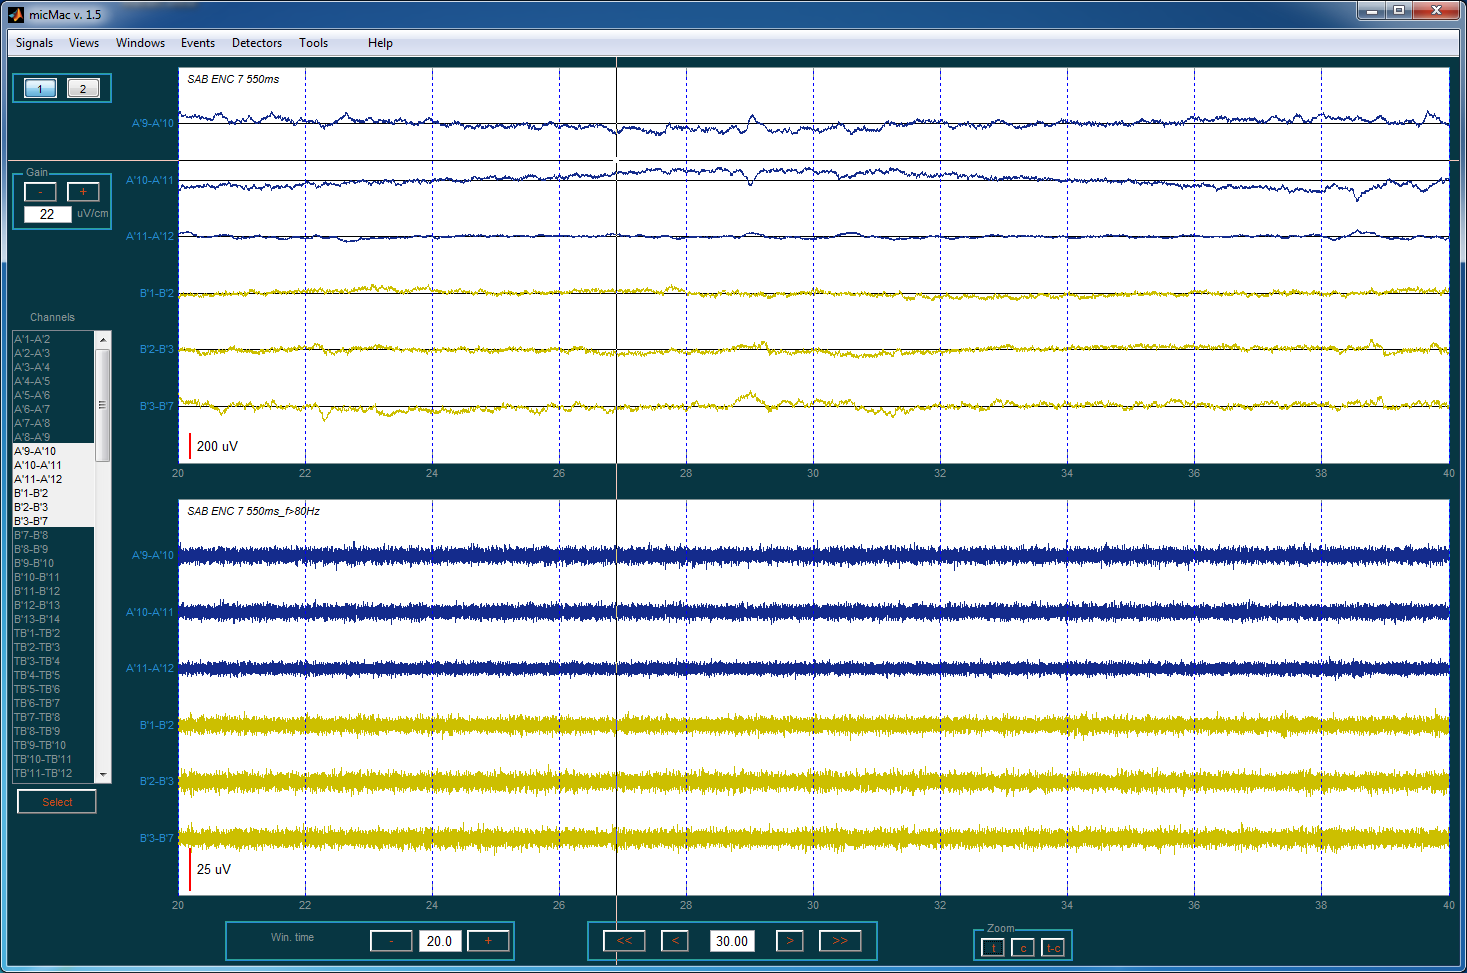 micMac v. 1.5
Signals Views Windows Events Detectors Tools Help
1 2
SAB ENC 7 550ms
A'9-A'10
Gain
- +
22 uV/cm
A'10-A'11
A'11-A'12
B'1-B'2
B'2-B'3
B'3-B'7
200 uV
20 22 24 26 28 30 32 34 36 38 40
Channels
A'1-A'2
A'2-A'3
A'3-A'4
A'4-A'5
A'5-A'6
A'6-A'7
A'7-A'8
A'8-A'9
A'9-A'10
A'10-A'11
A'11-A'12
B'1-B'2
B'2-B'3
B'3-B'7
B'7-B'8
B'8-B'9
B'9-B'10
B'10-B'11
B'11-B'12
B'12-B'13
B'13-B'14
TB'1-TB'2
TB'2-TB'3
TB'3-TB'4
TB'4-TB'5
TB'5-TB'6
TB'6-TB'7
TB'7-TB'8
TB'8-TB'9
TB'9-TB'10
TB'10-TB'11
TB'11-TB'12
Select
SAB ENC 7 550ms_f>80Hz
A'9-A'10
A'10-A'11
A'11-A'12
B'1-B'2
B'2-B'3
B'3-B'7
25 uV
20 22 24 26 28 30 32 34 36 38 40
Win. time - 20.0 +
<< < 30.00 > >>
Zoom
t c t-c